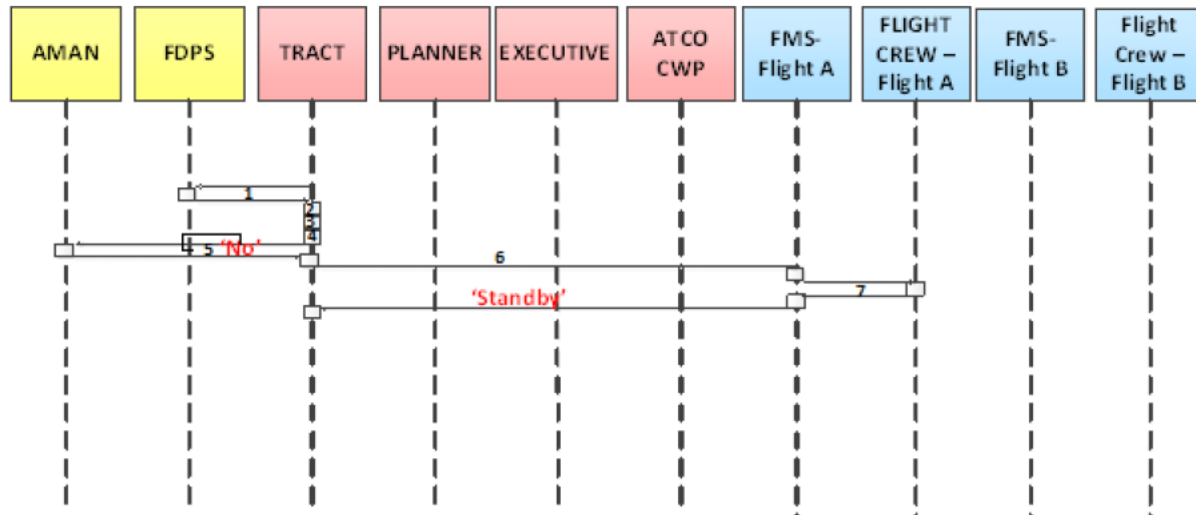 AMAN
FDPS
TRACT
PLANNER
EXECUTIVE
ATCO
CWP
FMS-
Flight A
FLIGHT
CREW –
Flight A
FMS-
Flight B
Flight
Crew –
Flight B
1
2
3
4
5 ‘No’
6
7
‘Standby’